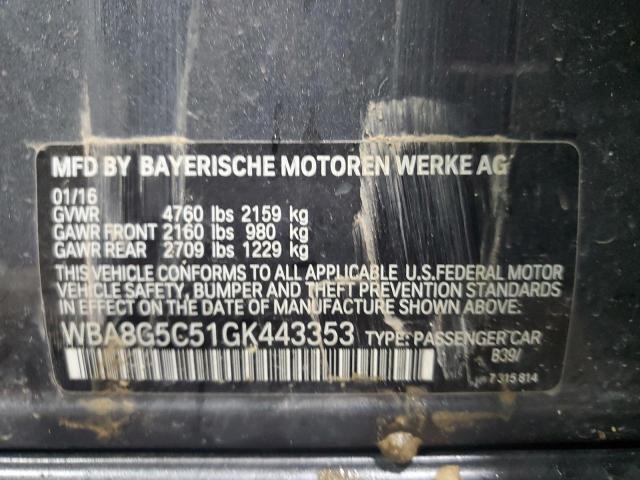 MFD BY BAYERISCHE MOTOREN WERKE AG
01/16
GVWR 4760 lbs 2159 kg
GAWR FRONT 2160 lbs 980 kg
GAWR REAR 2709 lbs 1229 kg
THIS VEHICLE CONFORMS TO ALL APPLICABLE U.S.FEDERAL MOTOR
VEHICLE SAFETY, BUMPER AND THEFT PREVENTION STANDARDS
IN EFFECT ON THE DATE OF MANUFACTURE SHOWN ABOVE:
WBA8G5C51GK443353 TYPE: PASSENGER CAR
B39/
7 315 814